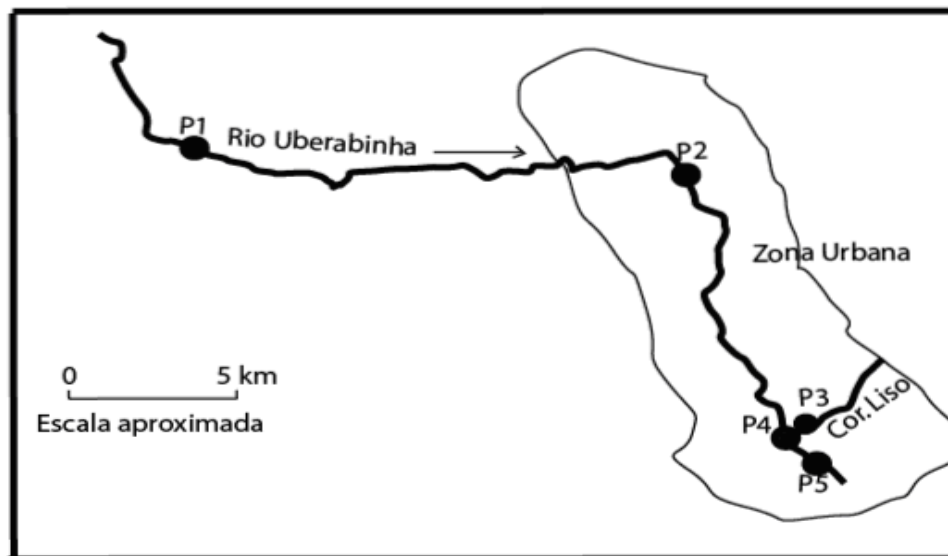 P1
Rio Uberabinha
P2
Zona Urbana
0 5 km
Escala aproximada
P3
Cor. Liso
P4
P5